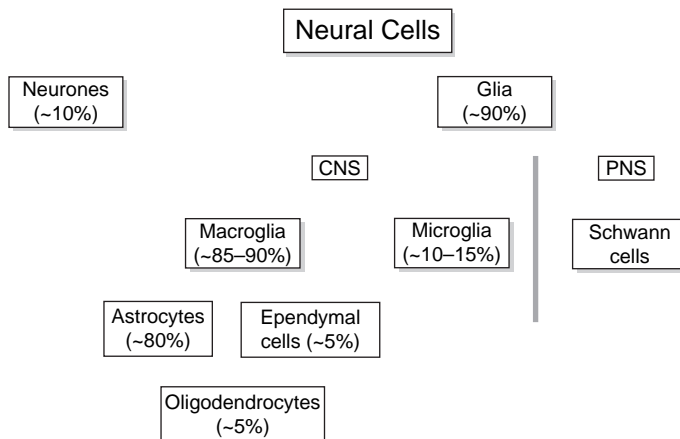 Neural Cells
Neurones
(~10%)
Glia
(~90%)
CNS
PNS
Macroglia
(~85–90%)
Microglia
(~10–15%)
Schwann
cells
Astrocytes
(~80%)
Ependymal
cells (~5%)
Oligodendrocytes
(~5%)